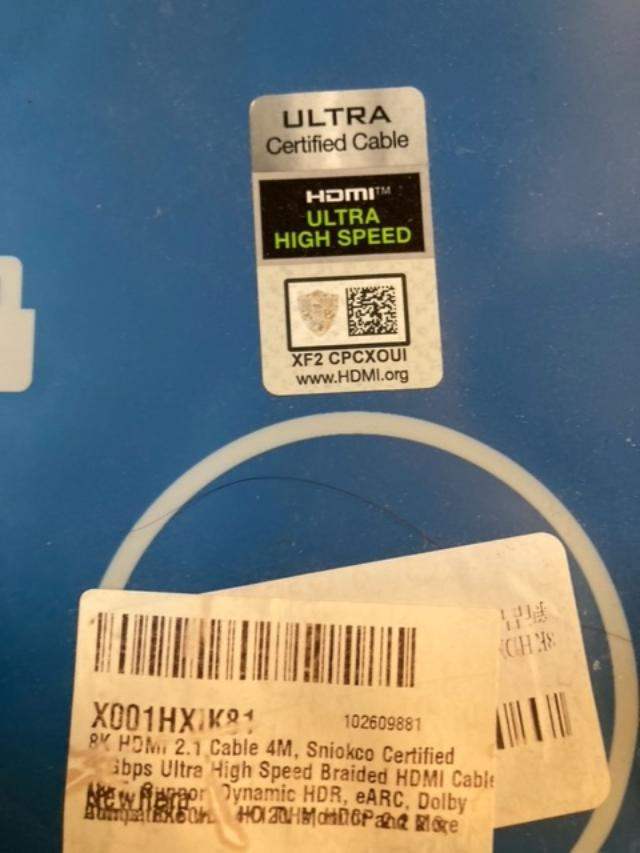 ULTRA
Certified Cable
HDMI™
ULTRA
HIGH SPEED
XF2 CPCXOUI
www.HDMI.org
102609881
8K HDMI 2.1 Cable 4M, Sniokco Certified
Ultra High Speed Braided HDMI Cable
Dynamic HDR, eARC, Dolby